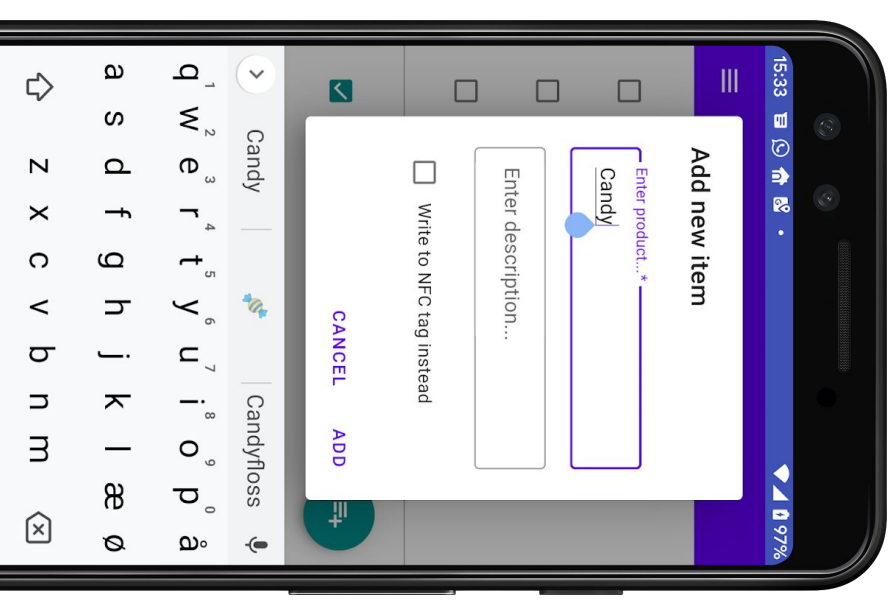 15:33
97%
Add new item
Enter product...*
Candy
Enter description...
Write to NFC tag instead
CANCEL ADD
Candy Candyfloss
1 2 3 4 5 6 7 8 9 0
q w e r t y u i o p å
a s d f g h j k l æ ø
z x c v b n m